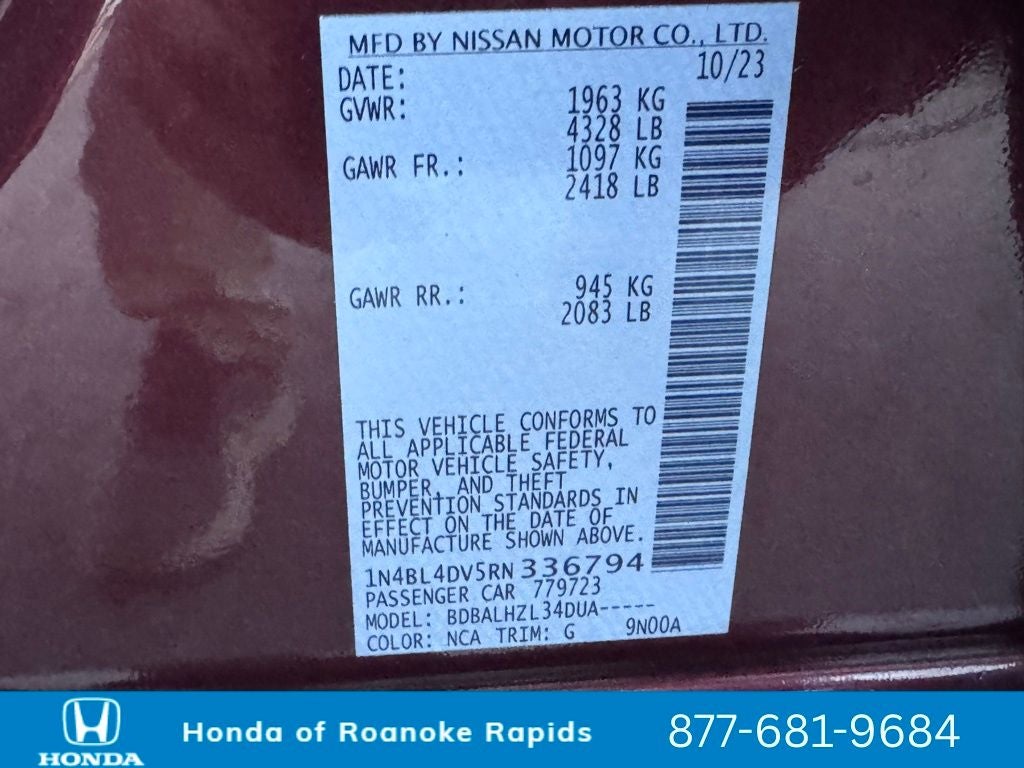 MFD BY NISSAN MOTOR CO., LTD.
DATE: 10/23
GVWR: 1963 KG
4328 LB
GAWR FR.: 1097 KG
2418 LB
GAWR RR.: 945 KG
2083 LB
THIS VEHICLE CONFORMS TO
ALL APPLICABLE FEDERAL
MOTOR VEHICLE SAFETY,
BUMPER, AND THEFT
PREVENTION STANDARDS IN
EFFECT ON THE DATE OF
MANUFACTURE SHOWN ABOVE.
1N4BL4DV5RN336794
PASSENGER CAR 779723
MODEL: BDBALHZL34DUA-----
COLOR: NCA TRIM: G 9N00A
HONDA
Honda of Roanoke Rapids
877-681-9684